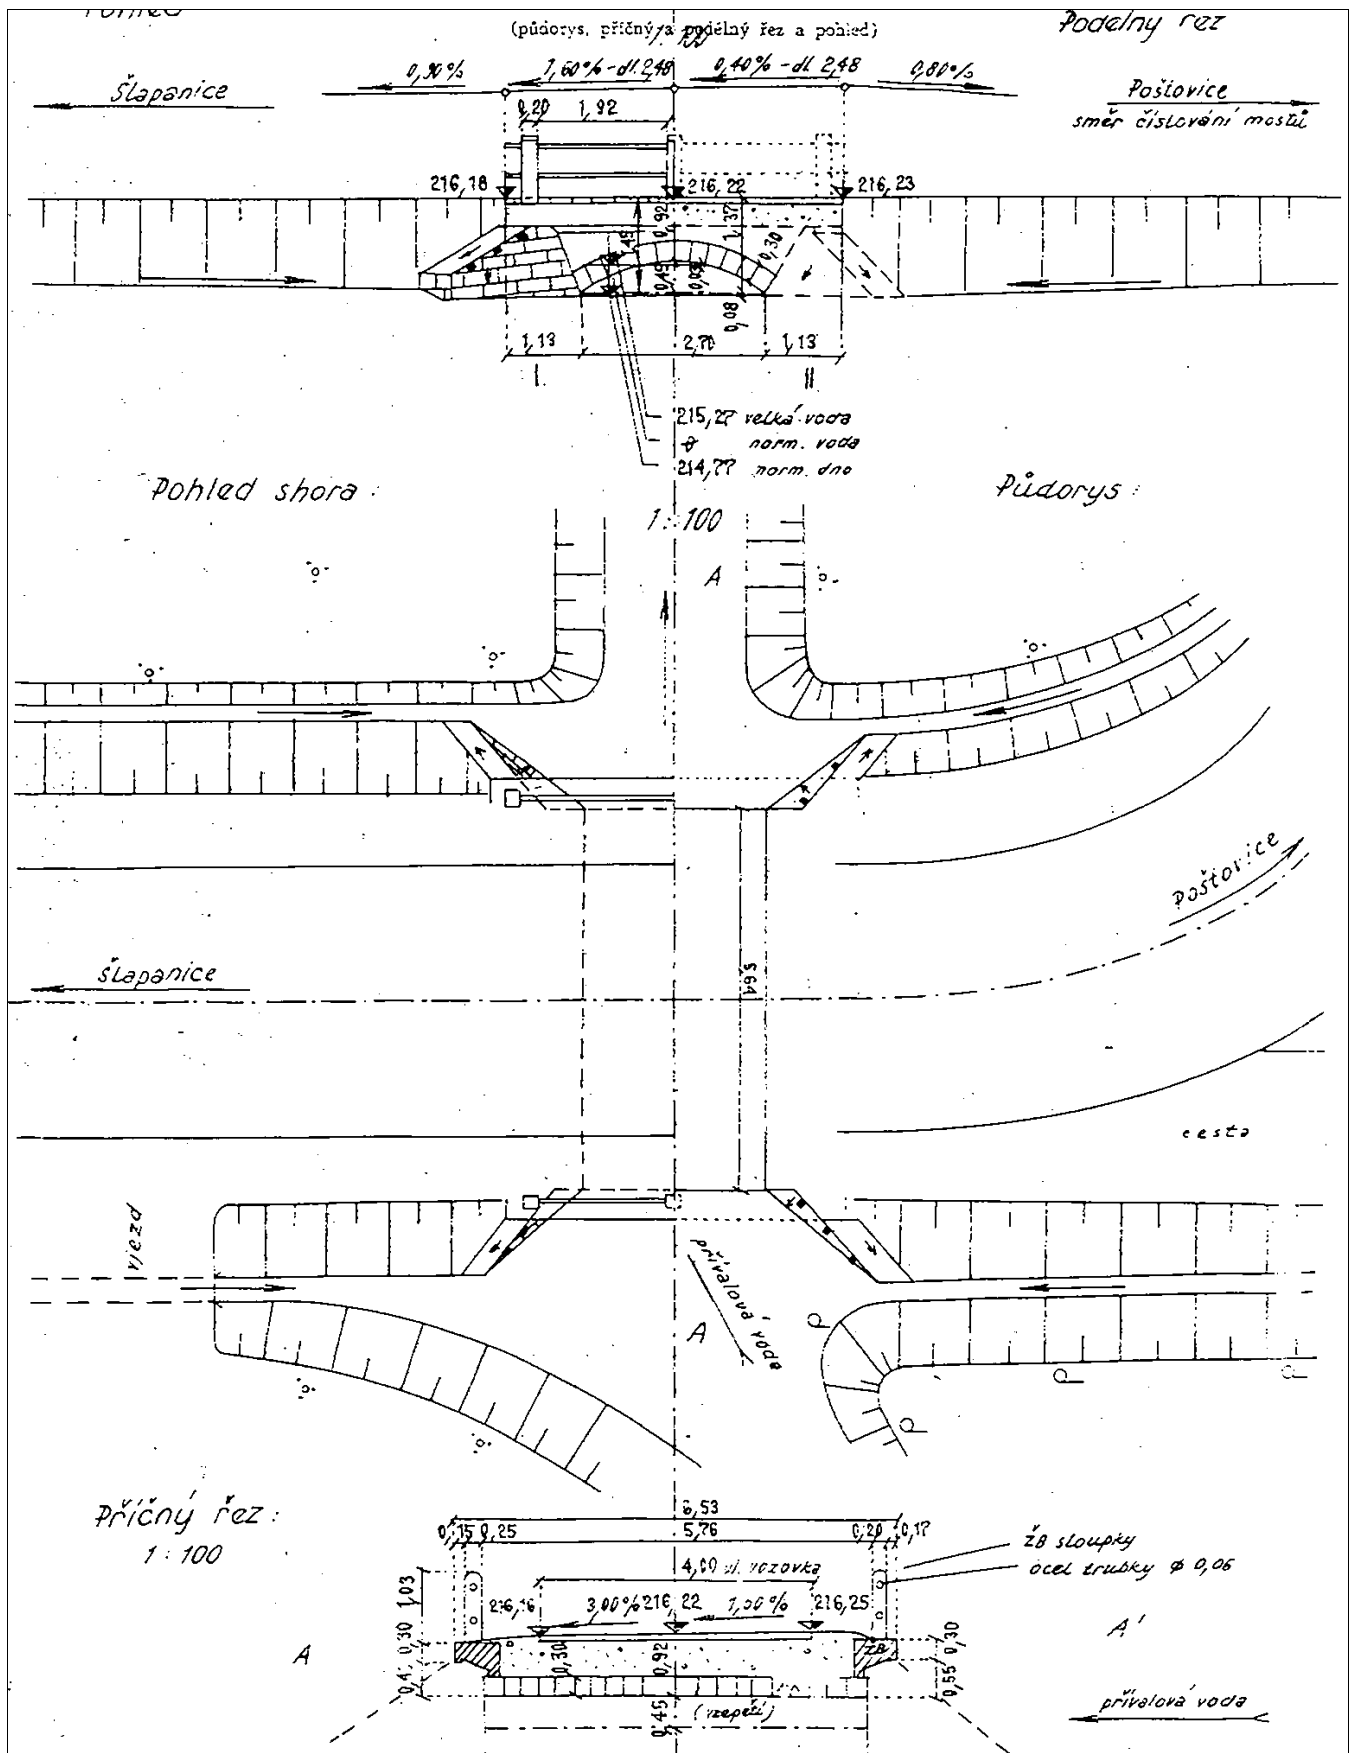 Pohled
(půdorys, příčný a podélný řez a pohled)
Podélný řez
0,90%
1,60% - dl. 2,48
0,40% - dl. 2,48
0,80%
Šlapanice
Poštovice
směr číslování mostů
0,20
1,92
216,18
216,22
216,23
0,92
1,37
0,30
0,45
0,08
1,13
2,70
1,13
I.
II
215,27 velká voda
norm. voda
214,77 norm. dno
Pohled shora:
Půdorys:
1:100
A
Poštovice
Šlapanice
5,64
cesta
vjezd
přívalová voda
A
Příčný řez:
1:100
6,53
0,15
0,25
5,76
0,20
0,17
ŽB sloupky
ocel trubky ϕ 0,06
4,00
vozovka
1,03
216,16
3,00%
216,22
1,50%
216,25
A
A'
0,30
0,30
0,92
ŽB
0,30
0,55
0,45
(vzepětí)
přívalová voda